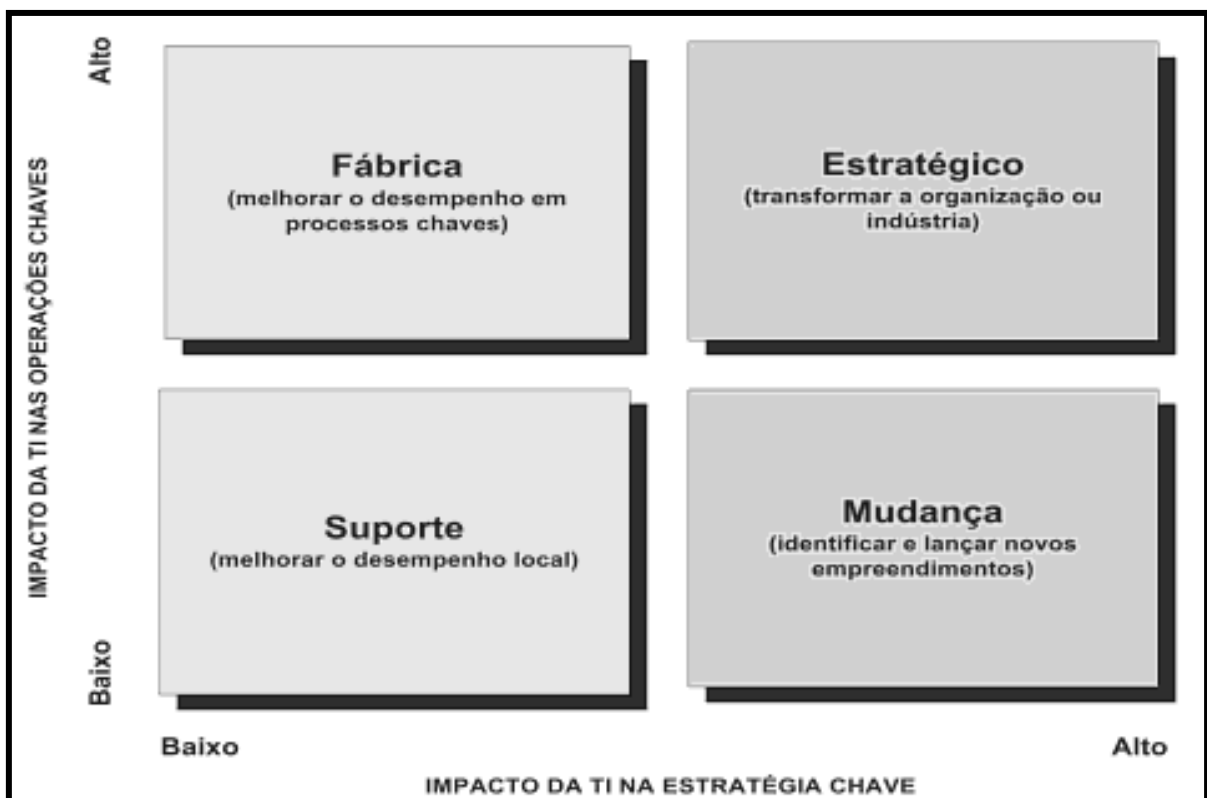 Alto
Fábrica
(melhorar o desempenho em
processos chaves)
Estratégico
(transformar a organização ou
indústria)
IMPACTO DA TI NAS OPERAÇÕES CHAVES
Suporte
(melhorar o desempenho local)
Mudança
(identificar e lançar novos
empreendimentos)
Baixo
Baixo
Alto
IMPACTO DA TI NA ESTRATÉGIA CHAVE